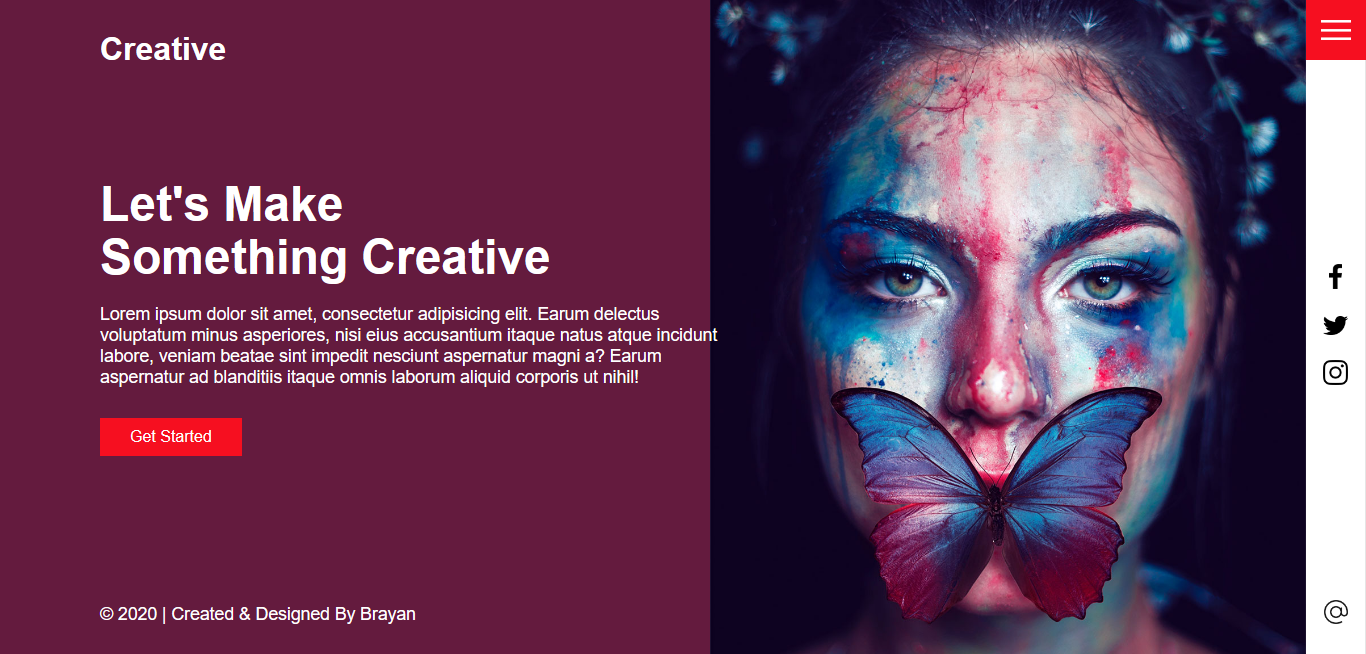 Creative
Let's Make
Something Creative
Lorem ipsum dolor sit amet, consectetur adipisicing elit. Earum delectus
voluptatum minus asperiores, nisi eius accusantium itaque natus atque incidunt
labore, veniam beatae sint impedit nesciunt aspernatur magni a? Earum
aspernatur ad blanditiis itaque omnis laborum aliquid corporis ut nihil!
Get Started
© 2020 | Created & Designed By Brayan
@